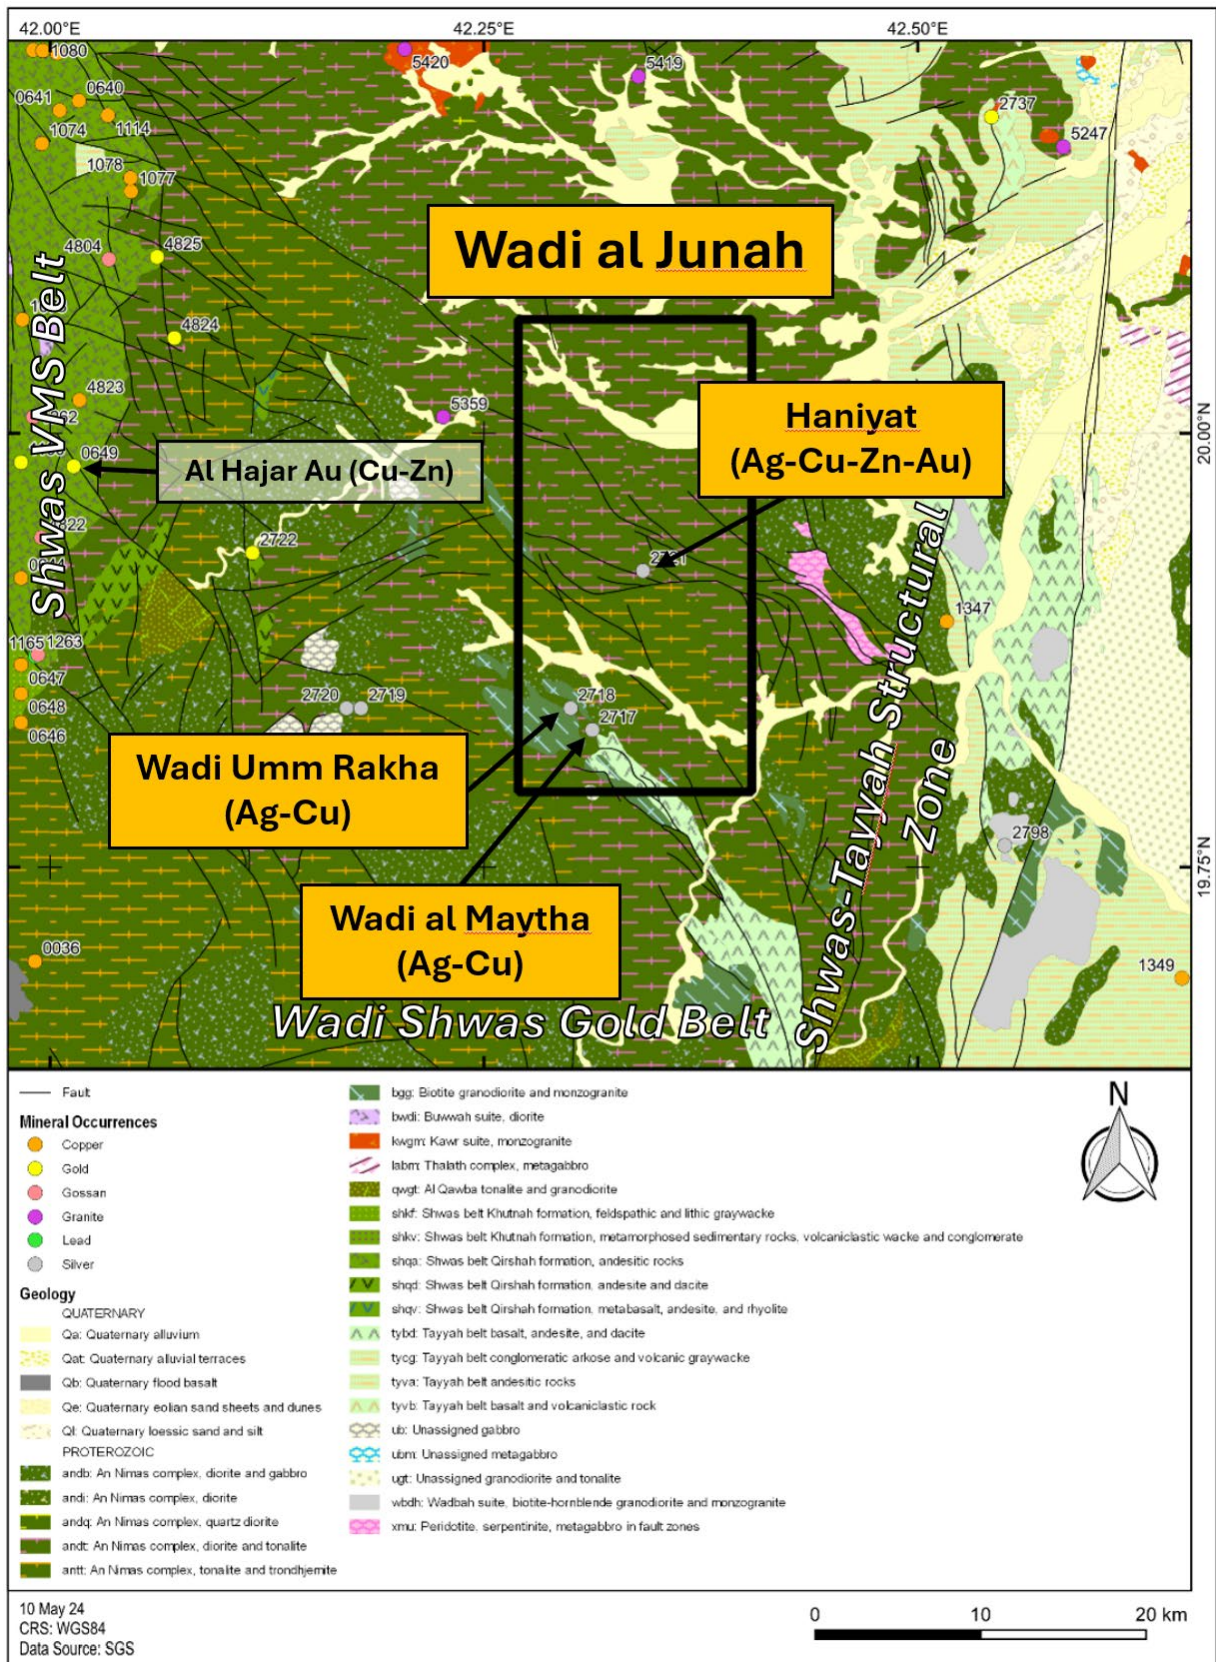 42.00°E
42.25°E
42.50°E
1080
5420
5419
0641
0640
2737
1074
1114
5247
1078
1077
Wadi al Junah
4804
4825
Shwas VMS Belt
4824
4823
5359
Haniyat
(Ag-Cu-Zn-Au)
20.00°N
0649
Al Hajar Au (Cu-Zn)
2722
1347
1165
1263
0647
2720
2719
2718
0648
2717
0646
Wadi Umm Rakha
(Ag-Cu)
Shwas-Tayyah Structural
Zone
2798
19.75°N
Wadi al Maytha
(Ag-Cu)
0036
1349
Wadi Shwas Gold Belt
Fault
Mineral Occurrences
Copper
Gold
Gossan
Granite
Lead
Silver
Geology
QUATERNARY
Qa: Quaternary alluvium
Qat: Quaternary alluvial terraces
Qb: Quaternary flood basalt
Qe: Quaternary eolian sand sheets and dunes
Ql: Quaternary loessic sand and silt
PROTEROZOIC
andb: An Nimas complex, diorite and gabbro
andi: An Nimas complex, diorite
andq: An Nimas complex, quartz diorite
andt: An Nimas complex, diorite and tonalite
antt: An Nimas complex, tonalite and trondhjemite
bgg: Biotite granodiorite and monzogranite
bwdi: Buwwah suite, diorite
kwgm: Kawr suite, monzogranite
labm: Thalath complex, metagabbro
qwgt: Al Qawba tonalite and granodiorite
shkf: Shwas belt Khutnah formation, feldspathic and lithic graywacke
shkv: Shwas belt Khutnah formation, metamorphosed sedimentary rocks, volcaniclastic wacke and conglomerate
shqa: Shwas belt Qirshah formation, andesitic rocks
shqd: Shwas belt Qirshah formation, andesite and dacite
shqv: Shwas belt Qirshah formation, metabasalt, andesite, and rhyolite
tybd: Tayyah belt basalt, andesite, and dacite
tycg: Tayyah belt conglomeratic arkose and volcanic graywacke
tyva: Tayyah belt andesitic rocks
tyvb: Tayyah belt basalt and volcaniclastic rock
ub: Unassigned gabbro
ubm: Unassigned metagabbro
ugt: Unassigned granodiorite and tonalite
wbdh: Wadbah suite, biotite-hornblende granodiorite and monzogranite
xmu: Peridotite, serpentinite, metagabbro in fault zones
N
10 May 24
CRS: WGS84
Data Source: SGS
0
10
20 km